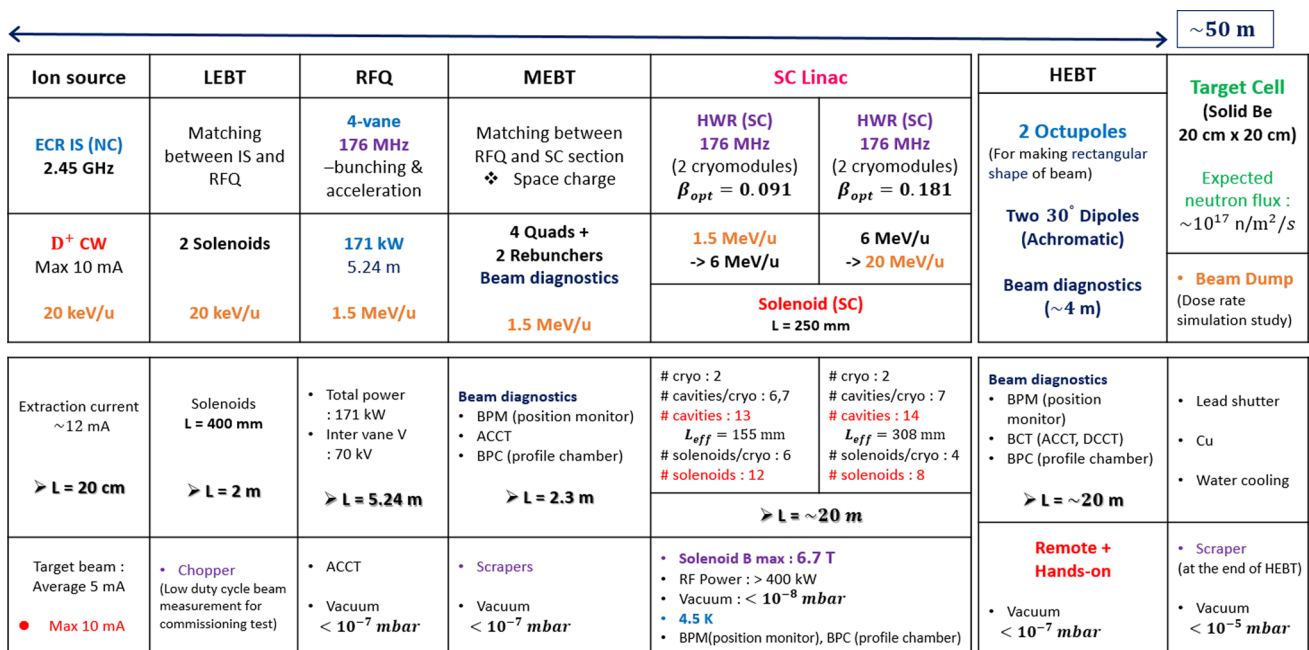 ~50 m
Ion source
LEBT
RFQ
MEBT
SC Linac
HEBT
Target Cell
(Solid Be
20 cm x 20 cm)
Expected
neutron flux :
~10¹⁷ n/m²/s
ECR IS (NC)
2.45 GHz
Matching
between IS and
RFQ
4-vane
176 MHz
–bunching &
acceleration
Matching between
RFQ and SC section
❖ Space charge
HWR (SC)
176 MHz
(2 cryomodules)
β_opt = 0.091
HWR (SC)
176 MHz
(2 cryomodules)
β_opt = 0.181
2 Octupoles
(For making rectangular
shape of beam)
Two 30° Dipoles
(Achromatic)
Beam diagnostics
(~4 m)
D⁺ CW
Max 10 mA
20 keV/u
2 Solenoids
20 keV/u
171 kW
5.24 m
1.5 MeV/u
4 Quads +
2 Rebunchers
Beam diagnostics
1.5 MeV/u
1.5 MeV/u
-> 6 MeV/u
6 MeV/u
-> 20 MeV/u
Solenoid (SC)
L = 250 mm
• Beam Dump
(Dose rate
simulation study)
Extraction current
~12 mA
➢ L = 20 cm
Solenoids
L = 400 mm
➢ L = 2 m
• Total power
: 171 kW
• Inter vane V
: 70 kV
➢ L = 5.24 m
Beam diagnostics
• BPM (position monitor)
• ACCT
• BPC (profile chamber)
➢ L = 2.3 m
# cryo : 2
# cavities/cryo : 6,7
# cavities : 13
L_eff = 155 mm
# solenoids/cryo : 6
# solenoids : 12
# cryo : 2
# cavities/cryo : 7
# cavities : 14
L_eff = 308 mm
# solenoids/cryo : 4
# solenoids : 8
➢ L = ~20 m
Beam diagnostics
• BPM (position
monitor)
• BCT (ACCT, DCCT)
• BPC (profile chamber)
➢ L = ~20 m
• Lead shutter
• Cu
• Water cooling
Target beam :
Average 5 mA
● Max 10 mA
• Chopper
(Low duty cycle beam
measurement for
commissioning test)
• ACCT
• Vacuum
< 10⁻⁷ mbar
• Scrapers
• Vacuum
< 10⁻⁷ mbar
• Solenoid B max : 6.7 T
• RF Power : > 400 kW
• Vacuum : < 10⁻⁸ mbar
• 4.5 K
• BPM(position monitor), BPC (profile chamber)
Remote +
Hands-on
• Vacuum
< 10⁻⁷ mbar
• Scraper
(at the end of HEBT)
• Vacuum
< 10⁻⁵ mbar